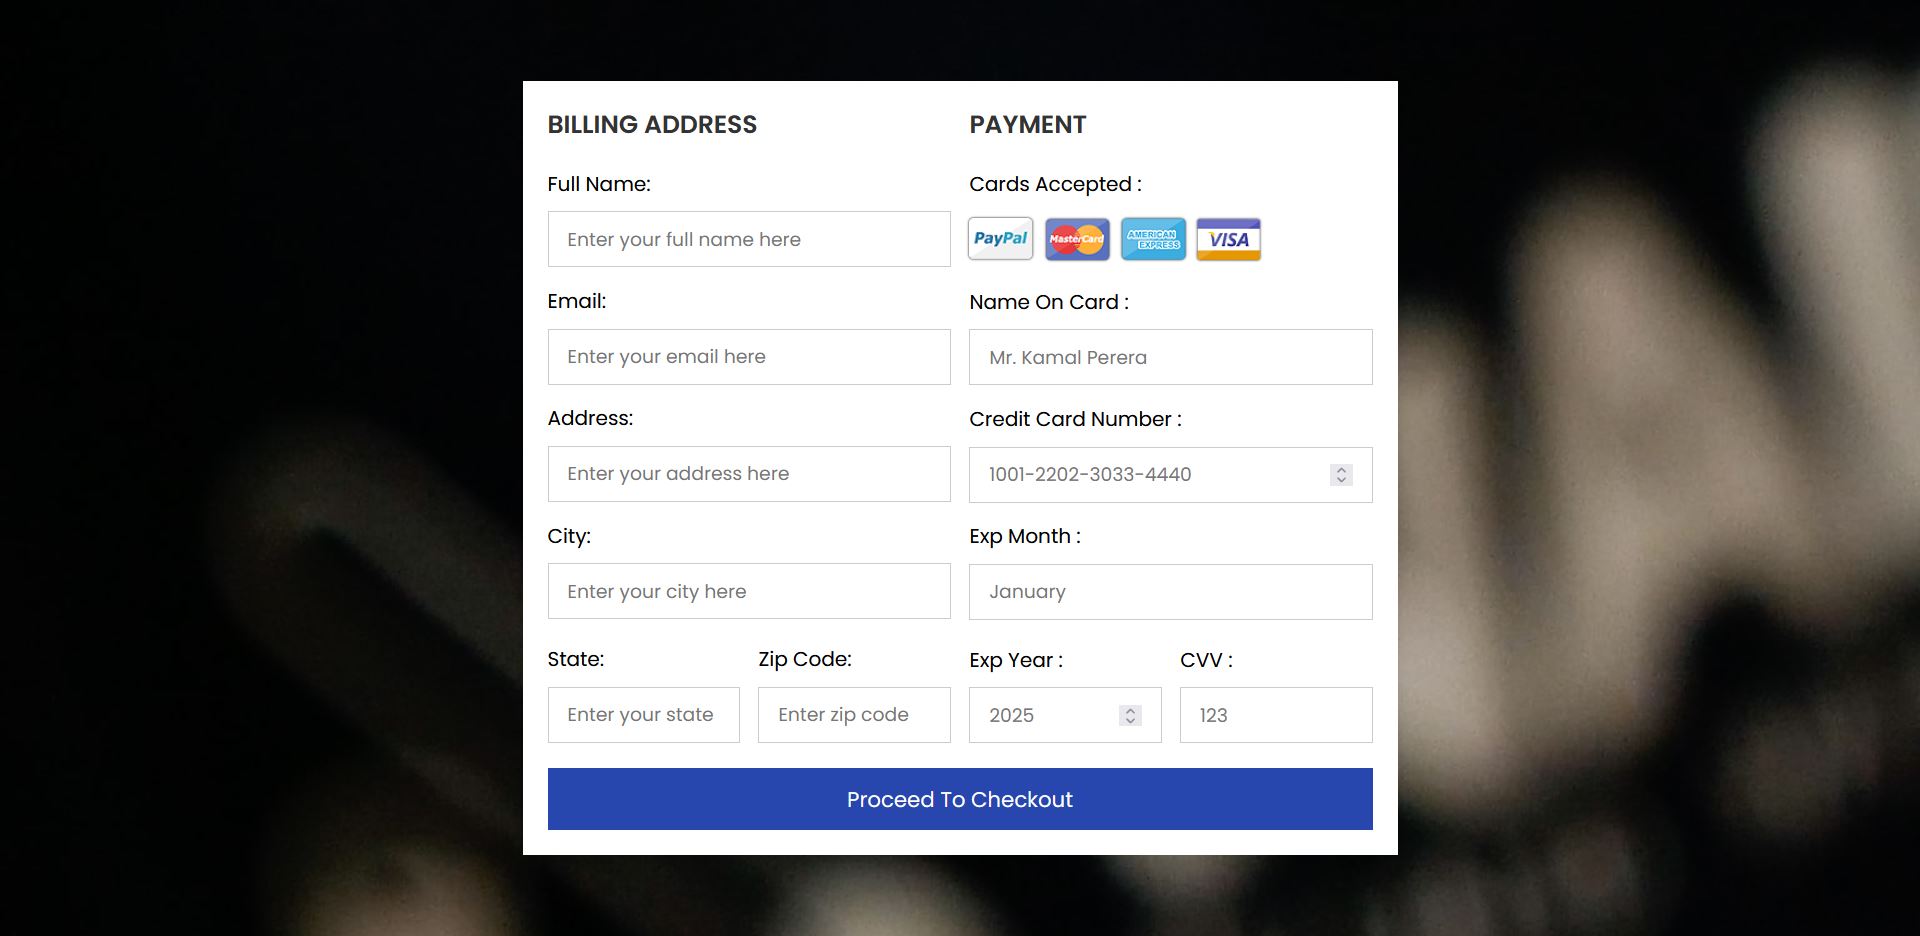 BILLING ADDRESS
Full Name:
Enter your full name here
Email:
Enter your email here
Address:
Enter your address here
City:
Enter your city here
State:
Enter your state
Zip Code:
Enter zip code
PAYMENT
Cards Accepted :
PayPal MasterCard AMERICAN EXPRESS VISA
Name On Card :
Mr. Kamal Perera
Credit Card Number :
1001-2202-3033-4440
Exp Month :
January
Exp Year :
2025
CVV :
123
Proceed To Checkout